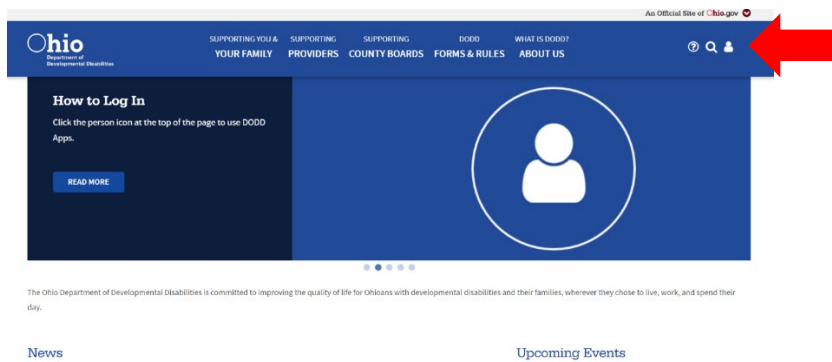 An Official Site of Ohio.gov
Ohio
Department of
Developmental Disabilities
SUPPORTING YOU &
YOUR FAMILY
SUPPORTING
PROVIDERS
SUPPORTING
COUNTY BOARDS
DODD
FORMS & RULES
WHAT IS DODD?
ABOUT US
How to Log In
Click the person icon at the top of the page to use DODD
Apps.
READ MORE
The Ohio Department of Developmental Disabilities is committed to improving the quality of life for Ohioans with developmental disabilities and their families, wherever they chose to live, work, and spend their
day.
News
Upcoming Events